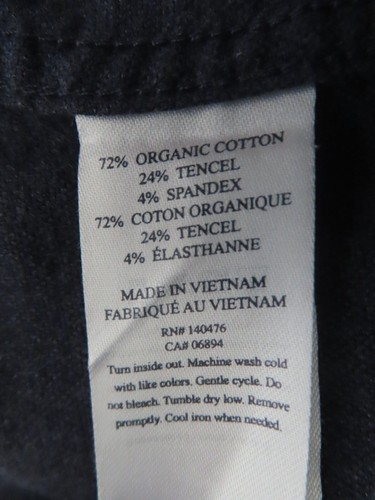 72% ORGANIC COTTON
24% TENCEL
4% SPANDEX
72% COTON ORGANIQUE
24% TENCEL
4% ÉLASTHANNE
MADE IN VIETNAM
FABRIQUÉ AU VIETNAM
RN# 140476
CA# 06894
Turn inside out. Machine wash cold
with like colors. Gentle cycle. Do
not bleach. Tumble dry low. Remove
promptly. Cool iron when needed.